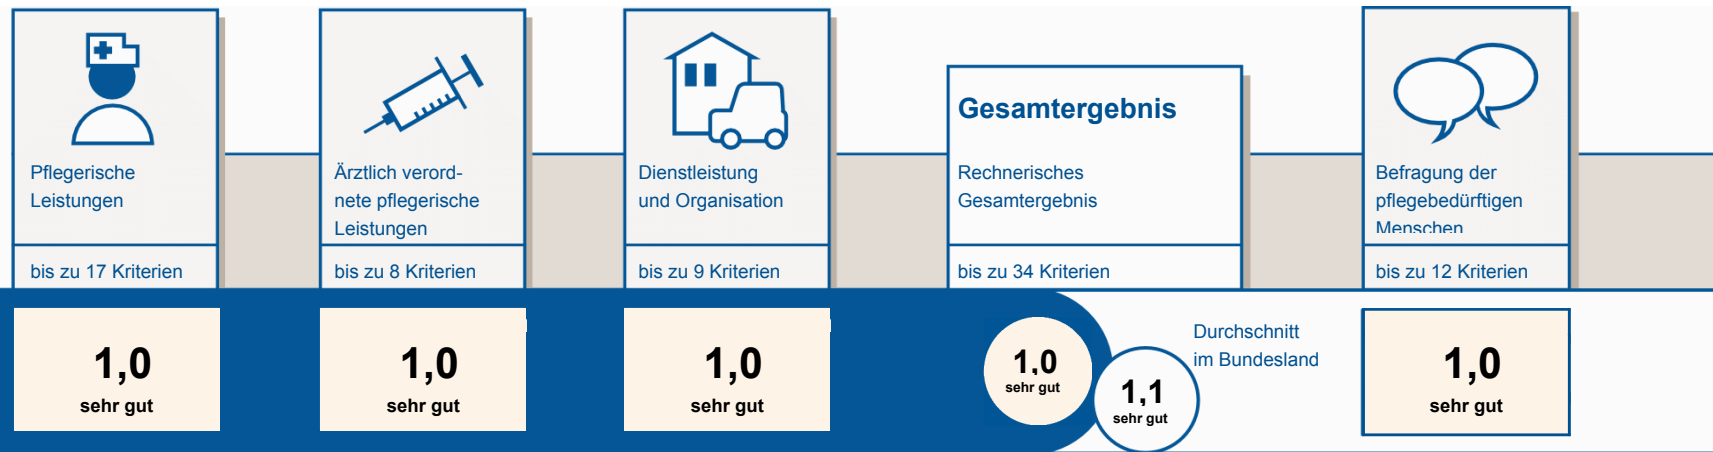 Pflegerische
Leistungen
bis zu 17 Kriterien
1,0
sehr gut
Ärztlich verord-
nete pflegerische
Leistungen
bis zu 8 Kriterien
1,0
sehr gut
Dienstleistung
und Organisation
bis zu 9 Kriterien
1,0
sehr gut
Gesamtergebnis
Rechnerisches
Gesamtergebnis
bis zu 34 Kriterien
1,0
sehr gut
1,1
sehr gut
Durchschnitt
im Bundesland
Befragung der
pflegebedürftigen
Menschen
bis zu 12 Kriterien
1,0
sehr gut